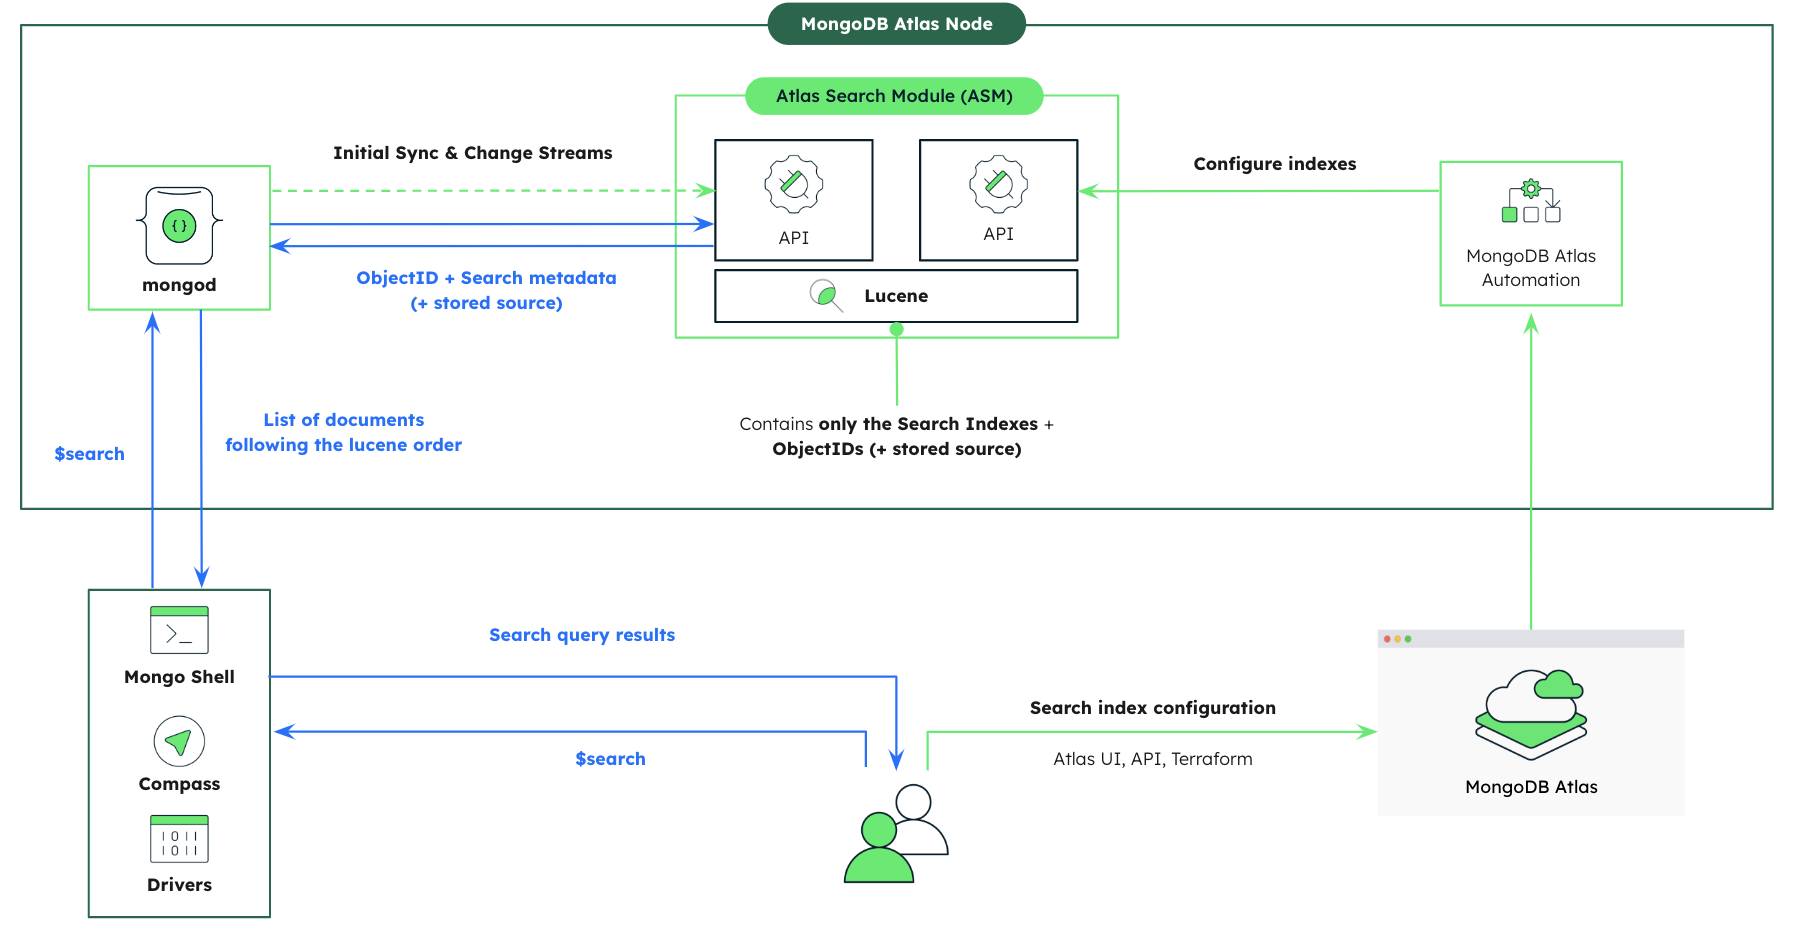 MongoDB Atlas Node
Atlas Search Module (ASM)
Initial Sync & Change Streams
Configure indexes
{ }
mongod
API
API
MongoDB Atlas
Automation
ObjectID + Search metadata
(+ stored source)
Lucene
List of documents
following the lucene order
$search
Contains only the Search Indexes +
ObjectIDs (+ stored source)
>_
Mongo Shell
Search query results
Compass
$search
Search index configuration
Atlas UI, API, Terraform
MongoDB Atlas
1011
1011
Drivers